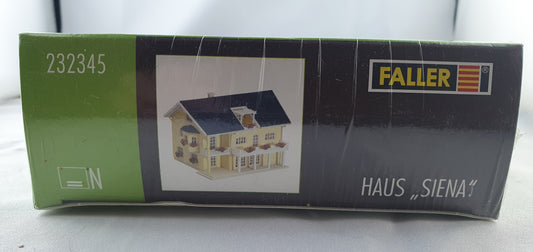 232345
FALLER®
N
HAUS „SIENA“